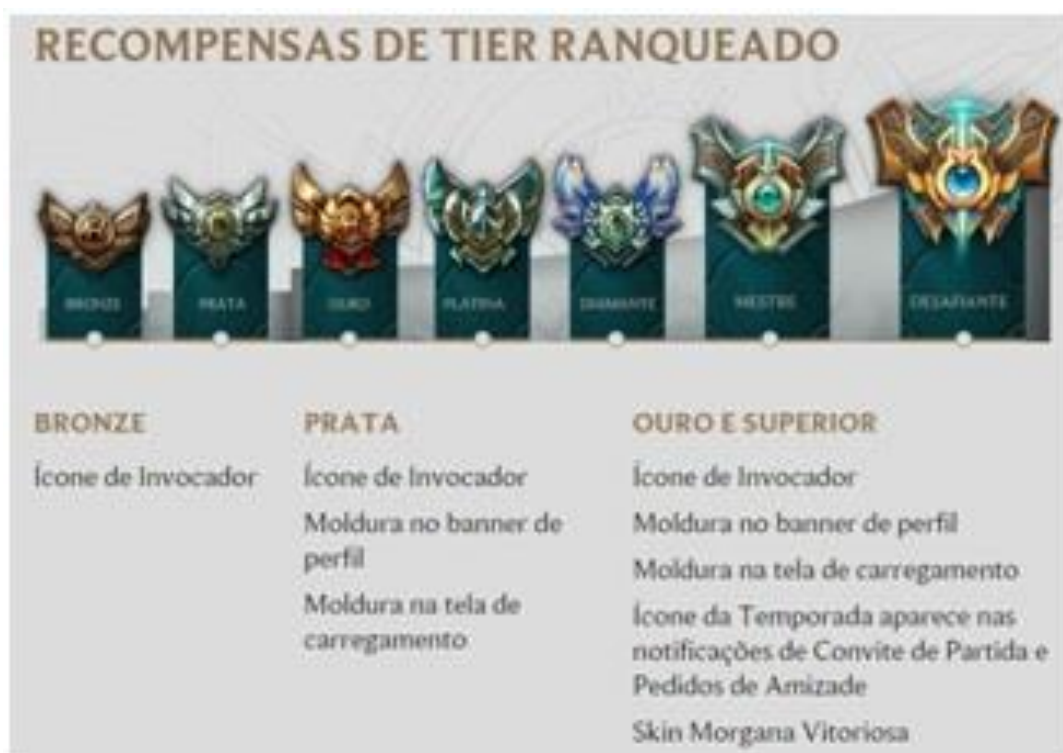 RECOMPENSAS DE TIER RANQUEADO
BRONZE
PRATA
OURO
PLATINA
DIAMANTE
MESTRE
DESAFIANTE
BRONZE
Ícone de Invocador
PRATA
Ícone de Invocador
Moldura no banner de
perfil
Moldura na tela de
carregamento
OURO E SUPERIOR
Ícone de Invocador
Moldura no banner de perfil
Moldura na tela de carregamento
Ícone da Temporada aparece nas
notificações de Convite de Partida e
Pedidos de Amizade
Skin Morgana Vitoriosa